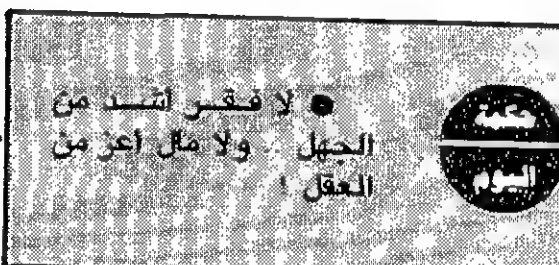 حكمة
اليوم
● لا فقر أشد من
الجهل .. ولا مال أعز من
العقل !